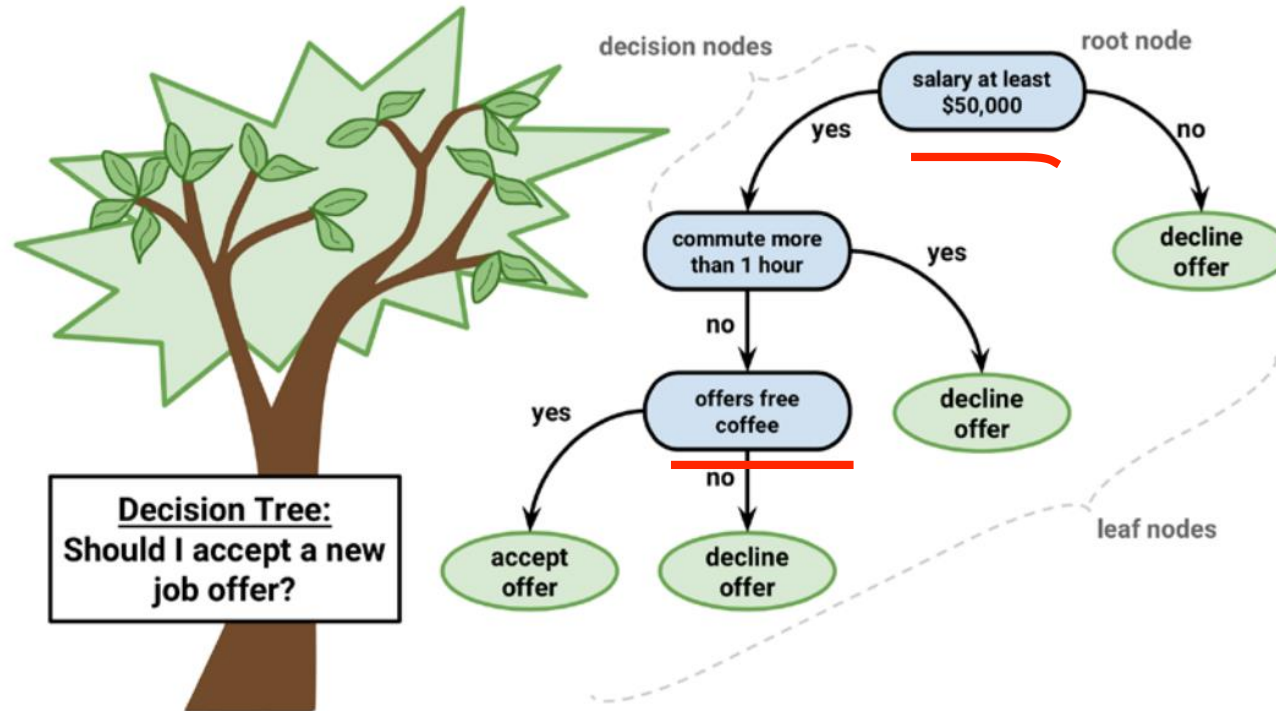 decision nodes
root node
salary at least
$50,000
yes
no
commute more
than 1 hour
yes
decline
offer
no
offers free
coffee
decline
offer
yes
no
Decision Tree:
Should I accept a new
job offer?
accept
offer
decline
offer
leaf nodes